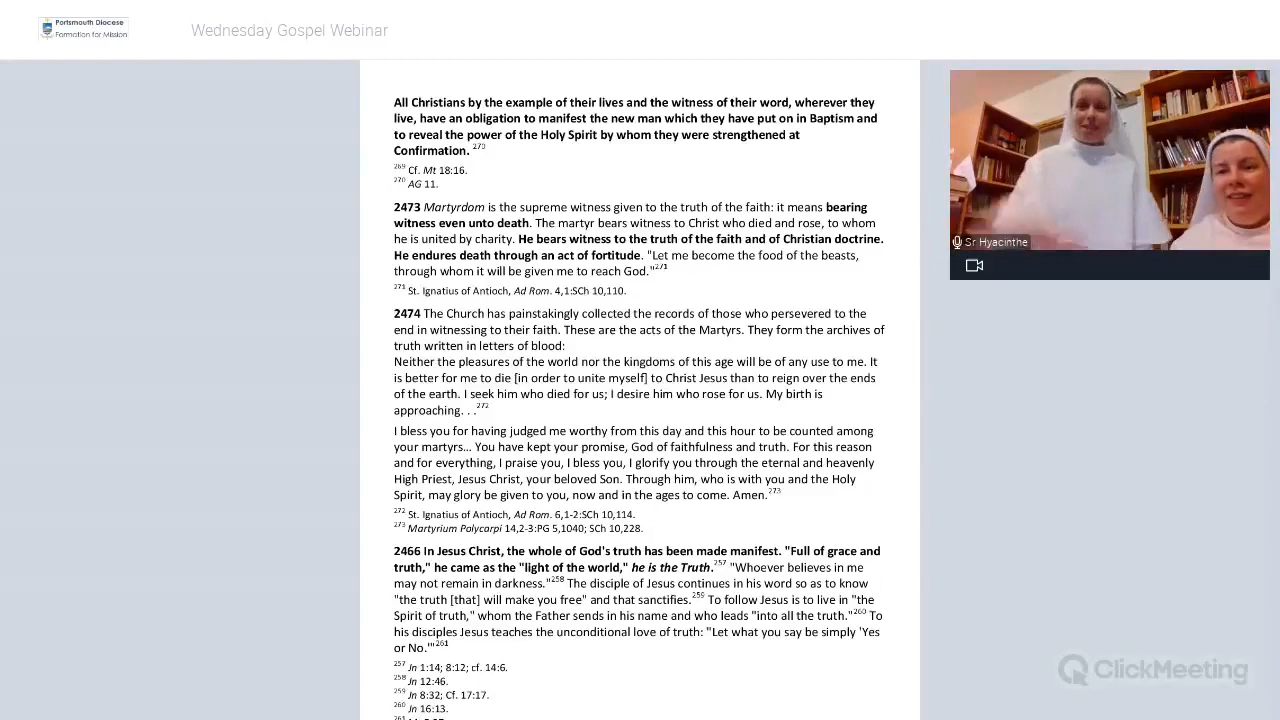 Portsmouth Diocese
Formation for Mission
Wednesday Gospel Webinar
All Christians by the example of their lives and the witness of their word, wherever they
live, have an obligation to manifest the new man which they have put on in Baptism and
to reveal the power of the Holy Spirit by whom they were strengthened at
Confirmation. 270
269 Cf. Mt 18:16.
270 AG 11.
2473 Martyrdom is the supreme witness given to the truth of the faith: it means bearing
witness even unto death. The martyr bears witness to Christ who died and rose, to whom
he is united by charity. He bears witness to the truth of the faith and of Christian doctrine.
He endures death through an act of fortitude. "Let me become the food of the beasts,
through whom it will be given me to reach God."271
271 St. Ignatius of Antioch, Ad Rom. 4,1:SCh 10,110.
2474 The Church has painstakingly collected the records of those who persevered to the
end in witnessing to their faith. These are the acts of the Martyrs. They form the archives of
truth written in letters of blood:
Neither the pleasures of the world nor the kingdoms of this age will be of any use to me. It
is better for me to die [in order to unite myself] to Christ Jesus than to reign over the ends
of the earth. I seek him who died for us; I desire him who rose for us. My birth is
approaching. . .272
I bless you for having judged me worthy from this day and this hour to be counted among
your martyrs... You have kept your promise, God of faithfulness and truth. For this reason
and for everything, I praise you, I bless you, I glorify you through the eternal and heavenly
High Priest, Jesus Christ, your beloved Son. Through him, who is with you and the Holy
Spirit, may glory be given to you, now and in the ages to come. Amen.273
272 St. Ignatius of Antioch, Ad Rom. 6,1-2:SCh 10,114.
273 Martyrium Polycarpi 14,2-3:PG 5,1040; SCh 10,228.
2466 In Jesus Christ, the whole of God's truth has been made manifest. "Full of grace and
truth," he came as the "light of the world," he is the Truth.257 "Whoever believes in me
may not remain in darkness."258 The disciple of Jesus continues in his word so as to know
"the truth [that] will make you free" and that sanctifies.259 To follow Jesus is to live in "the
Spirit of truth," whom the Father sends in his name and who leads "into all the truth."260 To
his disciples Jesus teaches the unconditional love of truth: "Let what you say be simply 'Yes
or No.'"261
257 Jn 1:14; 8:12; cf. 14:6.
258 Jn 12:46.
259 Jn 8:32; Cf. 17:17.
260 Jn 16:13.
261
Sr Hyacinthe
ClickMeeting